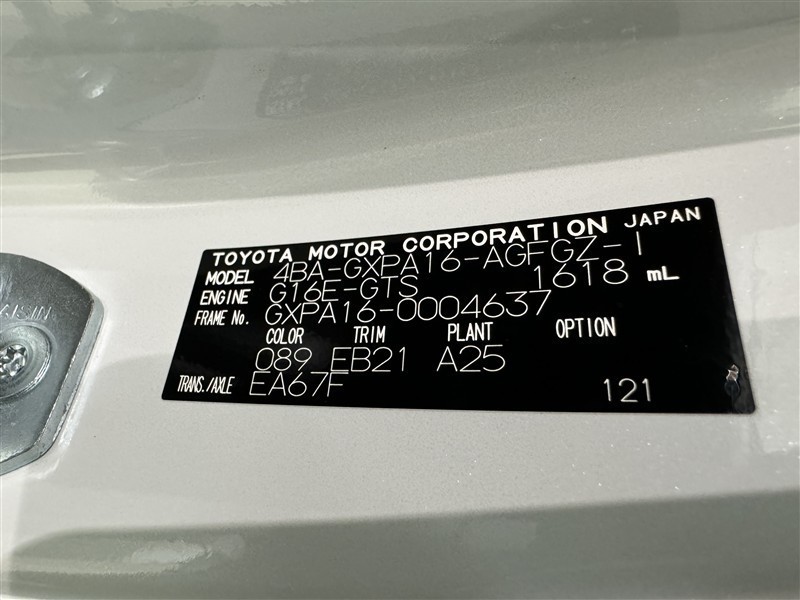 TOYOTA MOTOR CORPORATION JAPAN
MODEL 4BA-GXPA16-AGFGZ-I
ENGINE G16E-GTS 1618 mL
FRAME No. GXPA16-0004637
COLOR TRIM PLANT OPTION
089 EB21 A25
TRANS./AXLE EA67F 121
AISIN